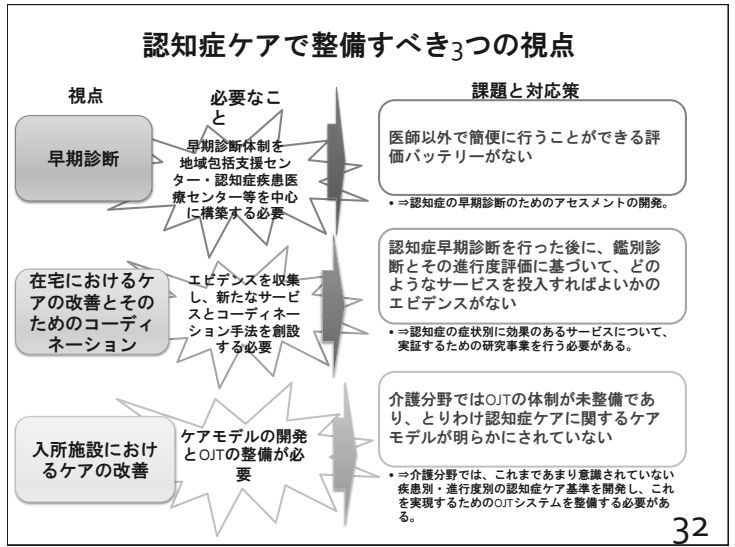 認知症ケアで整備すべき3つの視点
視点
必要なこ
と
課題と対応策
早期診断
早期診断体制を
地域包括支援セン
ター・認知症疾患医
療センター等を中心
に構築する必要
医師以外で簡便に行うことができる評
価バッテリーがない
• ⇒認知症の早期診断のためのアセスメントの開発。
在宅におけるケ
アの改善とその
ためのコーディ
ネーション
エビデンスを収集
し、新たなサービ
スとコーディネー
ション手法を創設
する必要
認知症早期診断を行った後に、鑑別診
断とその進行度評価に基づいて、どの
ようなサービスを投入すればよいかの
エビデンスがない
• ⇒認知症の症状別に効果のあるサービスについて、
実証するための研究事業を行う必要がある。
入所施設におけ
るケアの改善
ケアモデルの開発
とOJTの整備が必
要
介護分野ではOJTの体制が未整備であ
り、とりわけ認知症ケアに関するケア
モデルが明らかにされていない
• ⇒介護分野では、これまであまり意識されていない
疾患別・進行度別の認知症ケア基準を開発し、これ
を実現するためのOJTシステムを整備する必要があ
る。
32